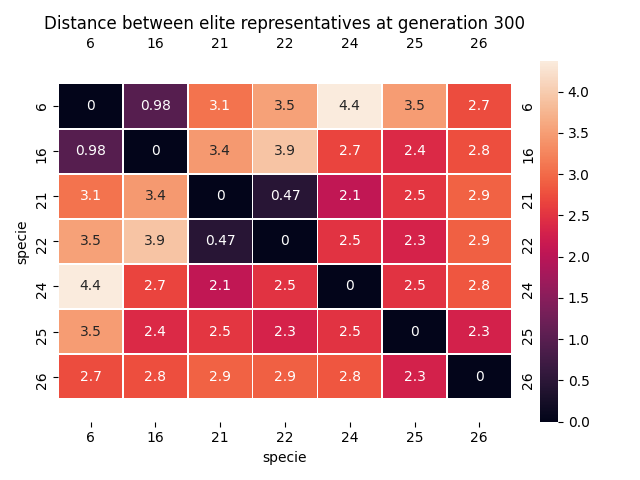 Distance between elite representatives at generation 300
6 16 21 22 24 25 26
6 0 0.98 3.1 3.5 4.4 3.5 2.7 6
16 0.98 0 3.4 3.9 2.7 2.4 2.8 16
21 3.1 3.4 0 0.47 2.1 2.5 2.9 21
22 3.5 3.9 0.47 0 2.5 2.3 2.9 22
24 4.4 2.7 2.1 2.5 0 2.5 2.8 24
25 3.5 2.4 2.5 2.3 2.5 0 2.3 25
26 2.7 2.8 2.9 2.9 2.8 2.3 0 26
6 16 21 22 24 25 26
specie
specie
4.0
3.5
3.0
2.5
2.0
1.5
1.0
0.5
0.0